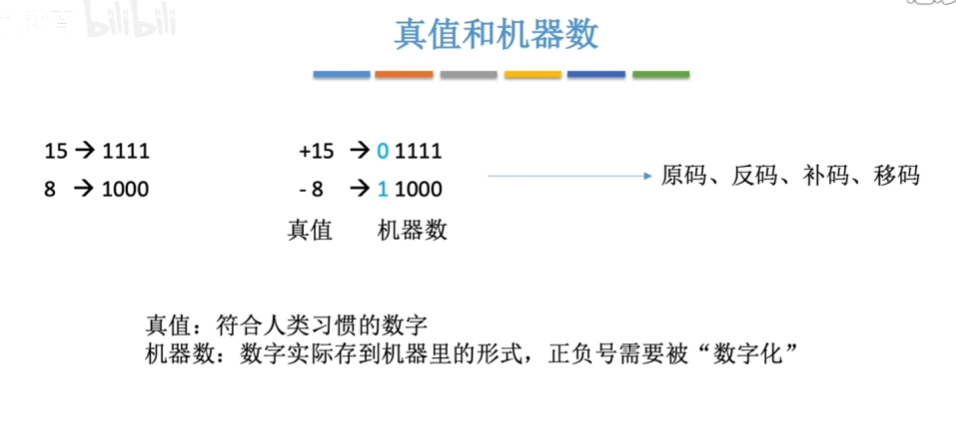 bilibili
真值和机器数
15 → 1111
8 → 1000
+15 → 0 1111
- 8 → 1 1000
真值 机器数
原码、反码、补码、移码
真值：符合人类习惯的数字
机器数：数字实际存到机器里的形式，正负号需要被“数字化”